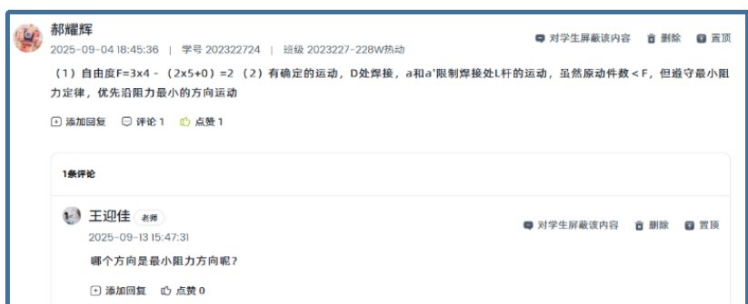 郝耀辉
2025-09-04 18:45:36 | 学号 202322724 | 班级 2023227-228W热动
对学生屏蔽该内容 删除 置顶
（1）自由度F=3x4 - （2x5+0）=2 （2）有确定的运动，D处焊接，a和a'限制焊接处L杆的运动，虽然原动件数＜F，但遵守最小阻
力定律，优先沿阻力最小的方向运动
添加回复 评论 1 点赞 1
1条评论
王迎佳 老师
2025-09-13 15:47:31
对学生屏蔽该内容 删除 置顶
哪个方向是最小阻力方向呢？
添加回复 点赞 0